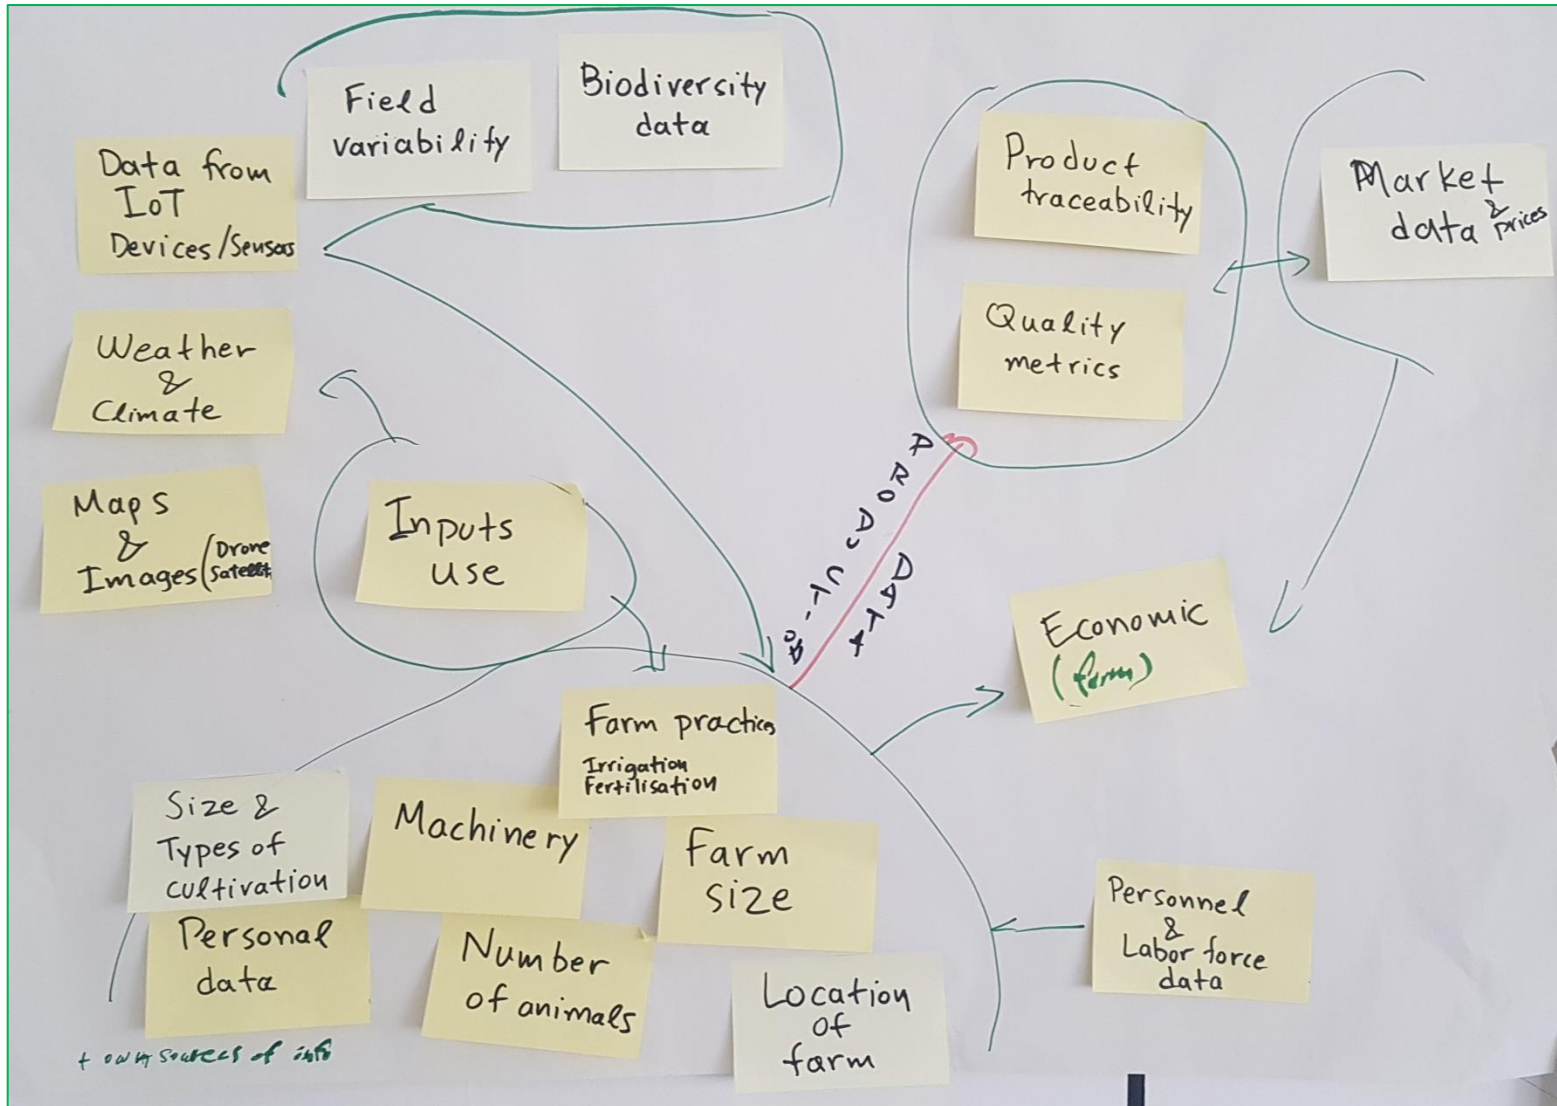 Field
variability
Biodiversity
data
Data from
IoT
Devices/Sensors
Product
traceability
Market
data & prices
Weather
&
Climate
Quality
metrics
Maps
&
Images (Drone
Satellit
Inputs
use
PRODUCTION
DATA
Economic
(farm)
Farm practices
Irrigation
Fertilisation
Size &
Types of
cultivation
Machinery
Farm
size
Personnel
&
Labor force
data
Personal
data
Number
of animals
Location
of
farm
+ own sources of info